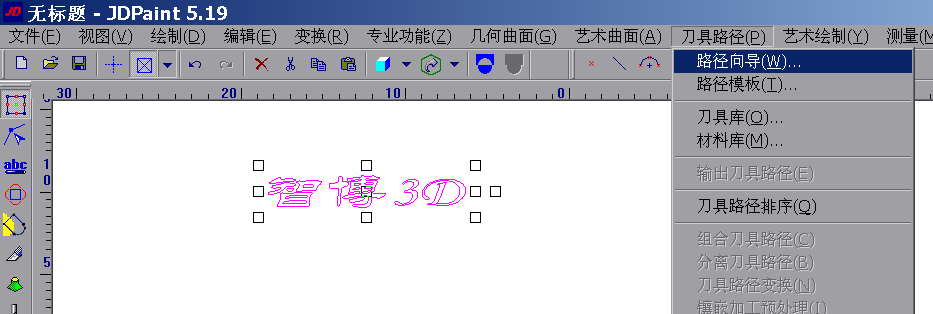 JD 无标题 - JDPaint 5.19
文件(F) 视图(V) 绘制(D) 编辑(E) 变换(R) 专业功能(Z) 几何曲面(G) 艺术曲面(A) 刀具路径(P) 艺术绘制(Y) 测量(M
路径向导(W)...
路径模板(T)...
30 20 10 0
刀具库(O)...
材料库(M)...
abc
10
智博3D
输出刀具路径(E)
刀具路径排序(Q)
组合刀具路径(C)
5
分离刀具路径(B)
刀具路径变换(N)
镶嵌加工预处理(I)